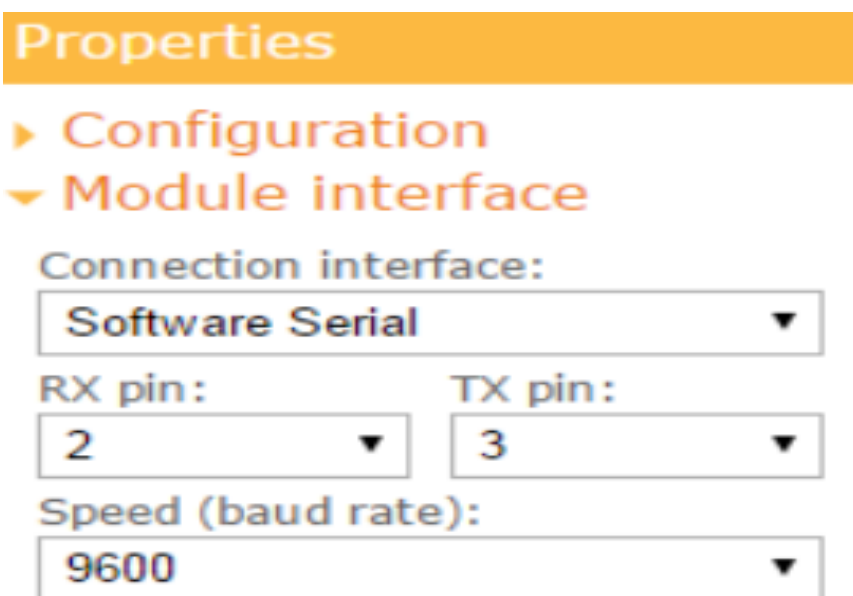 Properties
Configuration
Module interface
Connection interface:
Software Serial
RX pin: TX pin:
2 3
Speed (baud rate):
9600